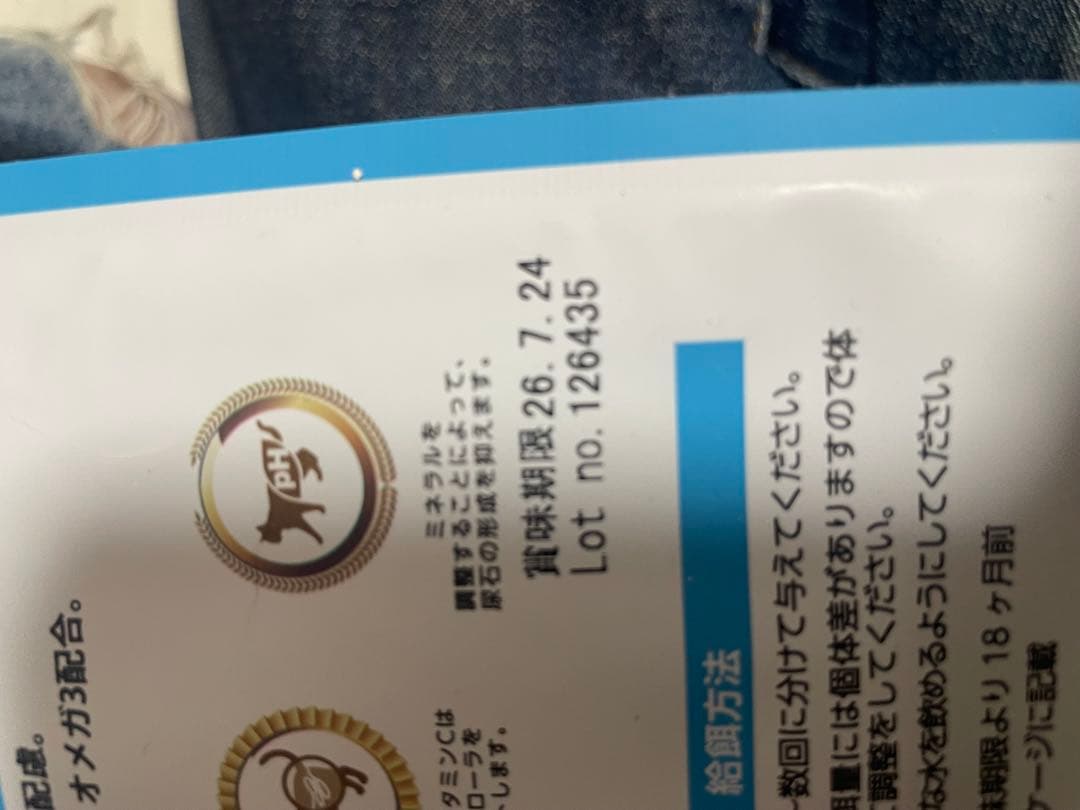 配慮。
オメガ3配合。
pH
ミネラルを
調整することによって、
尿石の形成を抑えます。
タミンCは
ローラを
します。
賞味期限26.7.24
Lot no.126435
給餌方法
数回に分けて与えてください。
量には個体差がありますので体
調整をしてください。
な水を飲めるようにしてください。
期限より18ヶ月前
ージに記載